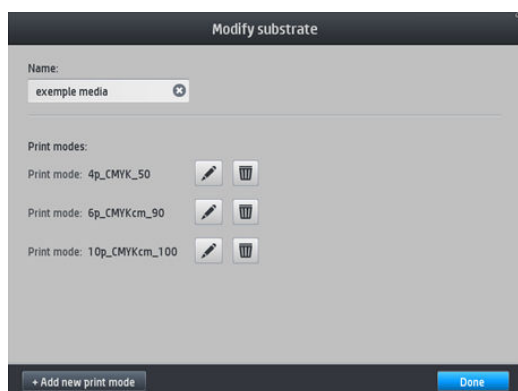 Modify substrate
Name:
exemple media
Print modes:
Print mode: 4p_CMYK_50
Print mode: 6p_CMYKcm_90
Print mode: 10p_CMYKcm_100
+ Add new print mode
Done